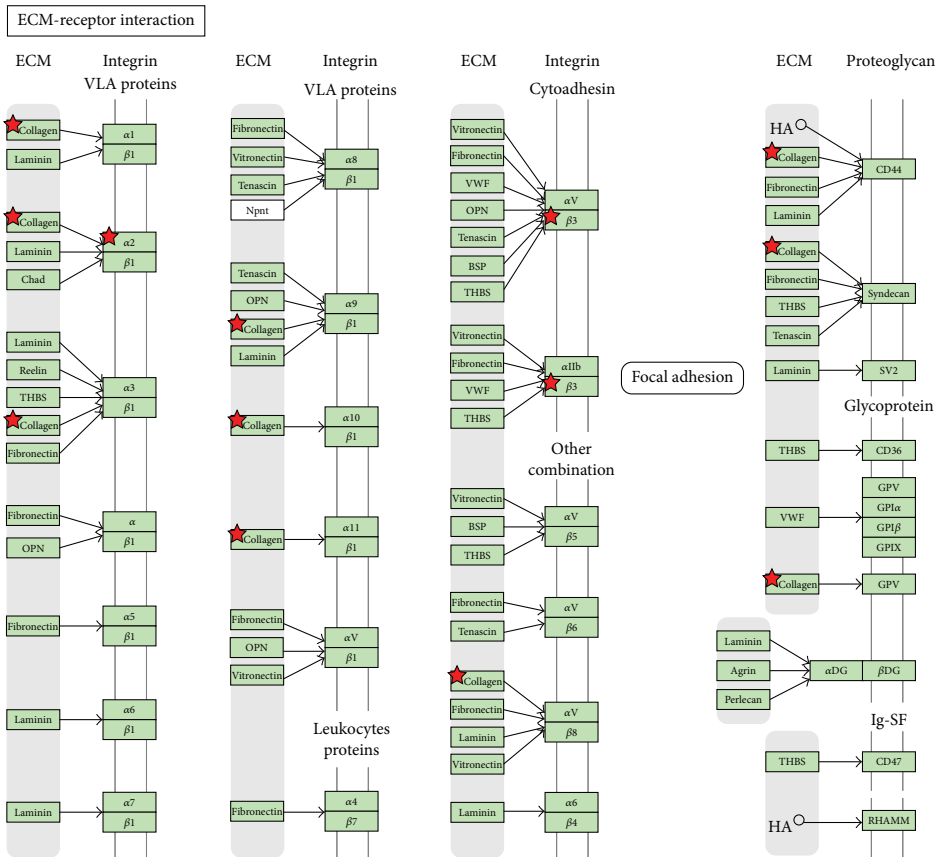 ECM-receptor interaction
ECM
Integrin
VLA proteins
Collagen
Laminin
α1
β1
Collagen
Laminin
Chad
α2
β1
Laminin
Reelin
THBS
Collagen
Fibronectin
α3
β1
Fibronectin
OPN
α
β1
Fibronectin
α5
β1
Laminin
α6
β1
Laminin
α7
β1
ECM
Integrin
VLA proteins
Fibronectin
Vitronectin
Tenascin
Npnt
α8
β1
Tenascin
OPN
Collagen
Laminin
α9
β1
Collagen
α10
β1
Collagen
α11
β1
Fibronectin
OPN
Vitronectin
αV
β1
Leukocytes
proteins
Fibronectin
α4
β7
ECM
Integrin
Cytoadhesin
Vitronectin
Fibronectin
VWF
OPN
Tenascin
BSP
THBS
αV
β3
Vitronectin
Fibronectin
VWF
THBS
αIIb
β3
Other
combination
Vitronectin
BSP
THBS
αV
β5
Fibronectin
Tenascin
αV
β6
Collagen
Fibronectin
Laminin
Vitronectin
αV
β8
Laminin
α6
β4
Focal adhesion
ECM
Proteoglycan
HA
Collagen
Fibronectin
Laminin
CD44
Collagen
Fibronectin
THBS
Tenascin
Syndecan
Laminin
SV2
Glycoprotein
THBS
CD36
VWF
GPV
GPIα
GPIβ
GPIX
Collagen
GPV
Laminin
Agrin
Perlecan
αDG
βDG
Ig-SF
THBS
CD47
HA
RHAMM